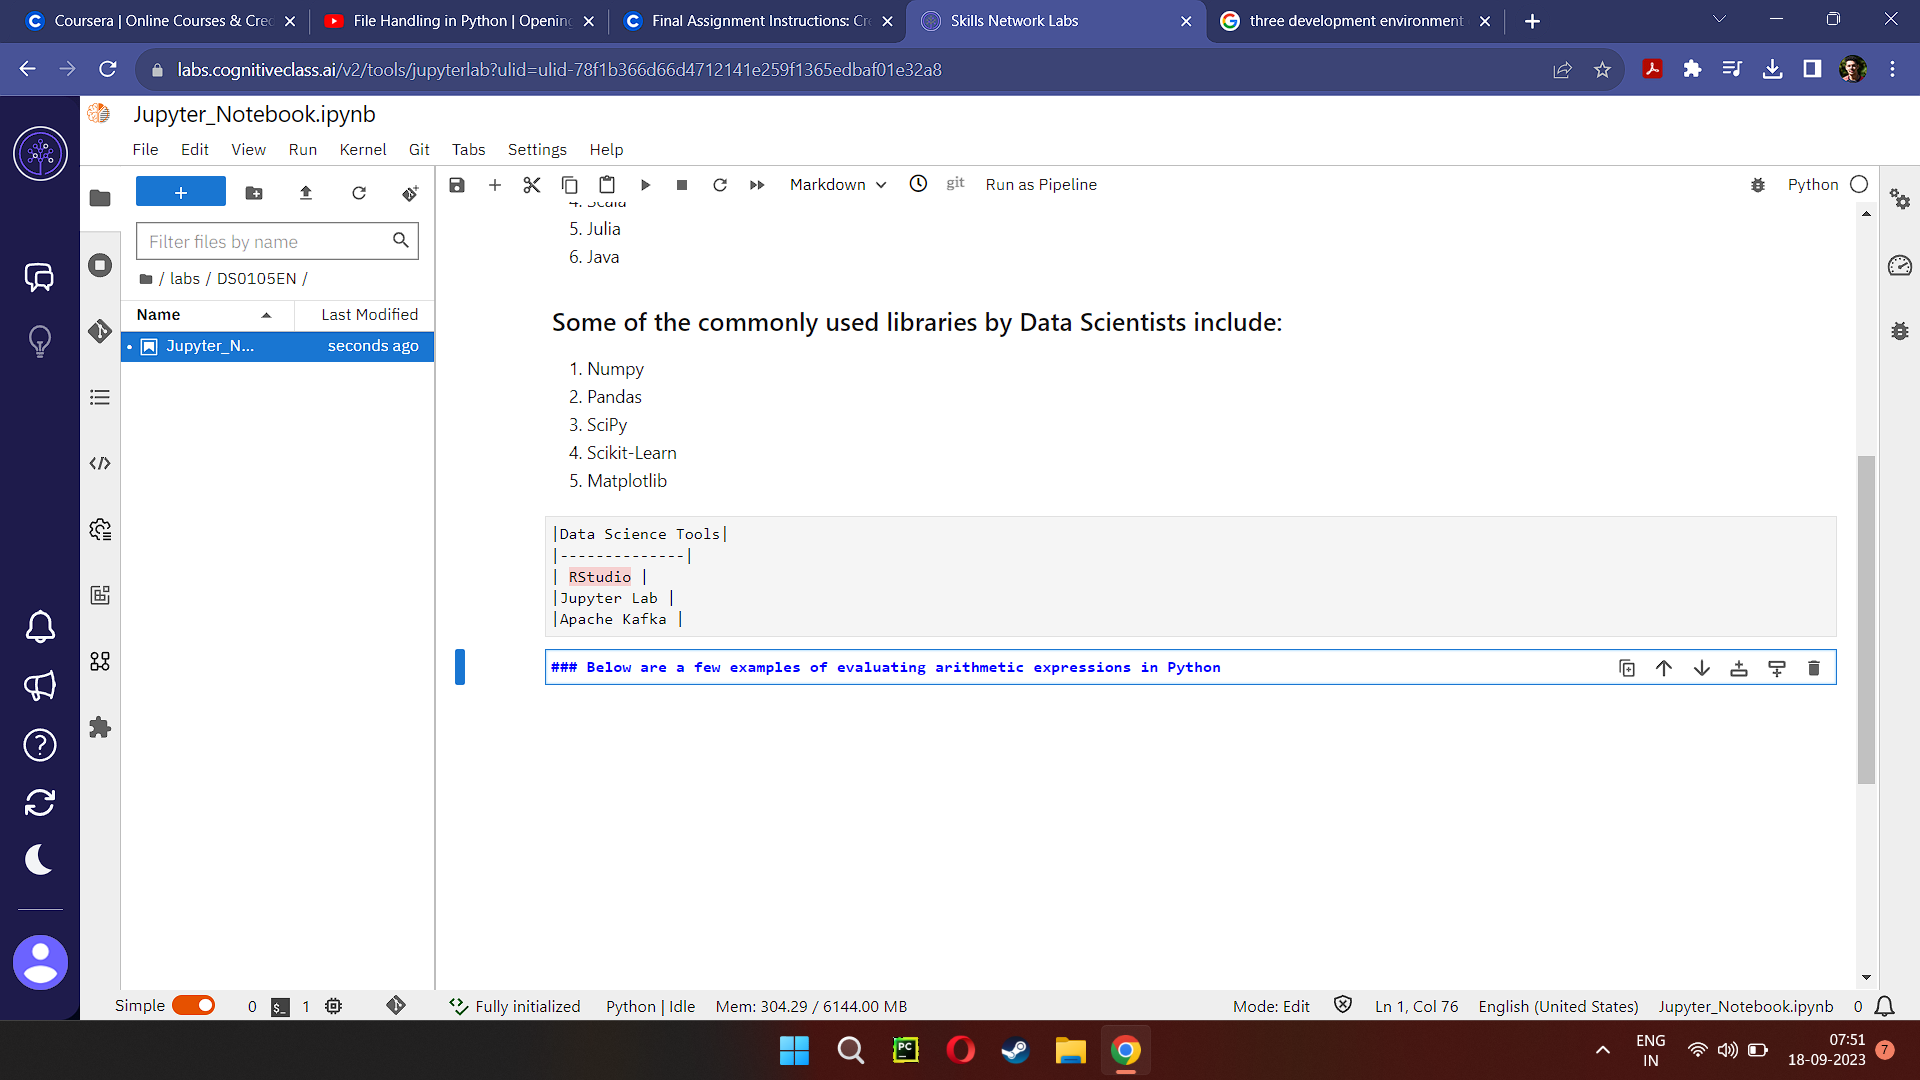 Coursera | Online Courses & Cred
File Handling in Python | Opening
Final Assignment Instructions: Cre
Skills Network Labs
three development environment
labs.cognitiveclass.ai/v2/tools/jupyterlab?ulid=ulid-78f1b366d66d4712141e259f1365edbaf01e32a8
Jupyter_Notebook.ipynb
File Edit View Run Kernel Git Tabs Settings Help
Markdown git Run as Pipeline Python
Filter files by name
/ labs / DS0105EN /
Name Last Modified
Jupyter_N... seconds ago
4. Scala
5. Julia
6. Java
Some of the commonly used libraries by Data Scientists include:
1. Numpy
2. Pandas
3. SciPy
4. Scikit-Learn
5. Matplotlib
|Data Science Tools|
|--------------|
| RStudio |
|Jupyter Lab |
|Apache Kafka |
### Below are a few examples of evaluating arithmetic expressions in Python
Simple 0 $_ 1 Fully initialized Python | Idle Mem: 304.29 / 6144.00 MB Mode: Edit Ln 1, Col 76 English (United States) Jupyter_Notebook.ipynb 0
PC
ENG
IN
07:51
18-09-2023
7